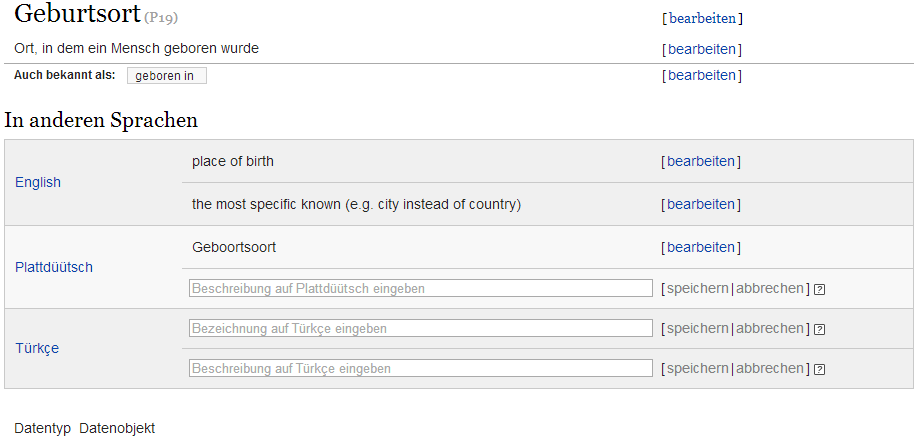 Geburtsort (P19) [bearbeiten]
Ort, in dem ein Mensch geboren wurde [bearbeiten]
Auch bekannt als: geboren in [bearbeiten]
In anderen Sprachen
English
place of birth [bearbeiten]
the most specific known (e.g. city instead of country) [bearbeiten]
Plattdüütsch
Geboortsoort [bearbeiten]
Beschreibung auf Plattdüütsch eingeben [speichern|abbrechen] ?
Türkçe
Bezeichnung auf Türkçe eingeben [speichern|abbrechen] ?
Beschreibung auf Türkçe eingeben [speichern|abbrechen] ?
Datentyp Datenobjekt